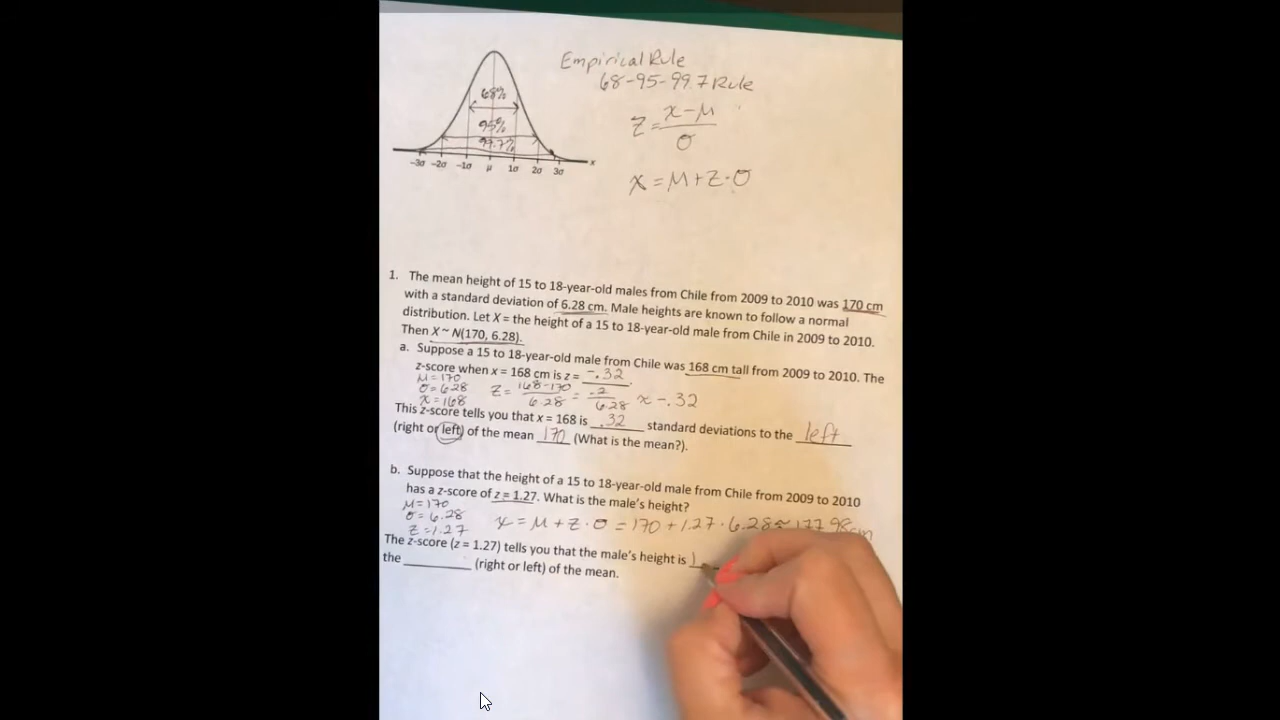 Empirical Rule
68-95-99.7 Rule
68%
95%
99.7%
-3σ -2σ -1σ μ 1σ 2σ 3σ x
z = x-μ / σ
x = μ+z·σ
1. The mean height of 15 to 18-year-old males from Chile from 2009 to 2010 was 170 cm
with a standard deviation of 6.28 cm. Male heights are known to follow a normal
distribution. Let X = the height of a 15 to 18-year-old male from Chile in 2009 to 2010.
Then X ~ N(170, 6.28).
a. Suppose a 15 to 18-year-old male from Chile was 168 cm tall from 2009 to 2010. The
z-score when x = 168 cm is z = -.32.
μ=170
σ=6.28
x=168
z = 168-170 / 6.28 = -2 / 6.28 ≈ -.32
This z-score tells you that x = 168 is .32 standard deviations to the left
(right or left) of the mean 170 (What is the mean?).
b. Suppose that the height of a 15 to 18-year-old male from Chile from 2009 to 2010
has a z-score of z = 1.27. What is the male's height?
μ=170
σ=6.28
z=1.27
x = μ + z·σ = 170 + 1.27·6.28 ≈ 177.98cm
The z-score (z = 1.27) tells you that the male's height is
the ________ (right or left) of the mean.